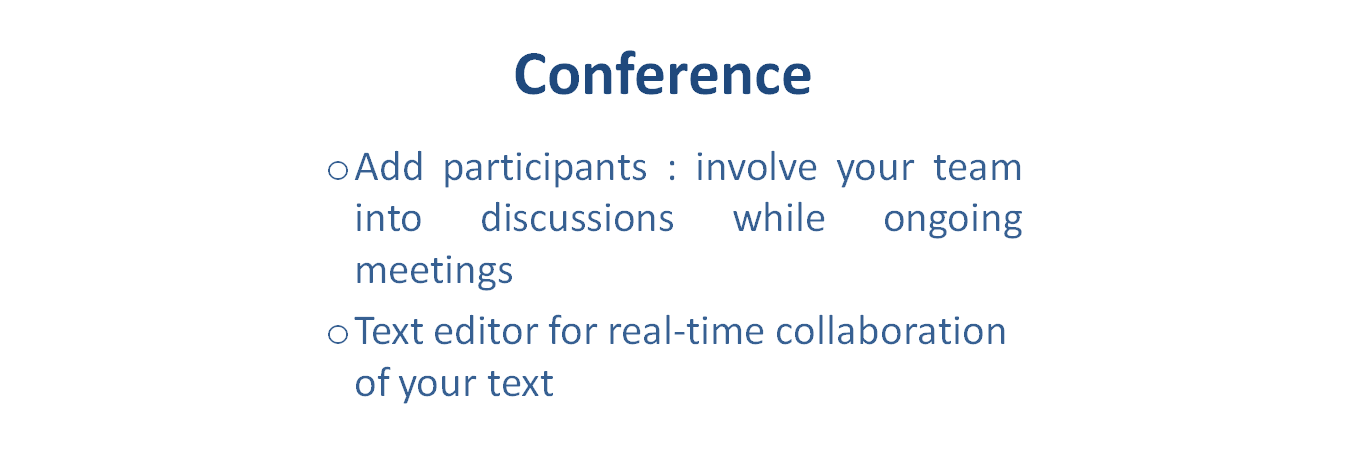 Conference
○Add participants : involve your team
into discussions while ongoing
meetings
○Text editor for real-time collaboration
of your text